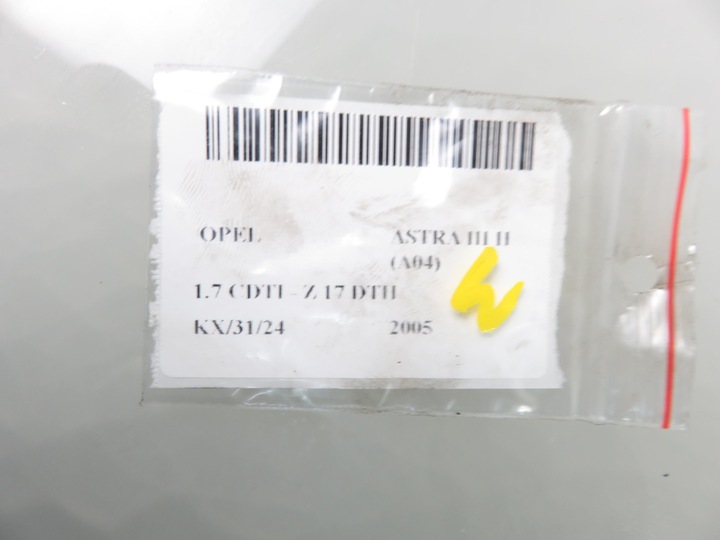 OPEL ASTRA III H
(A04)
1.7 CDTI - Z 17 DTH
KX/31/24 2005